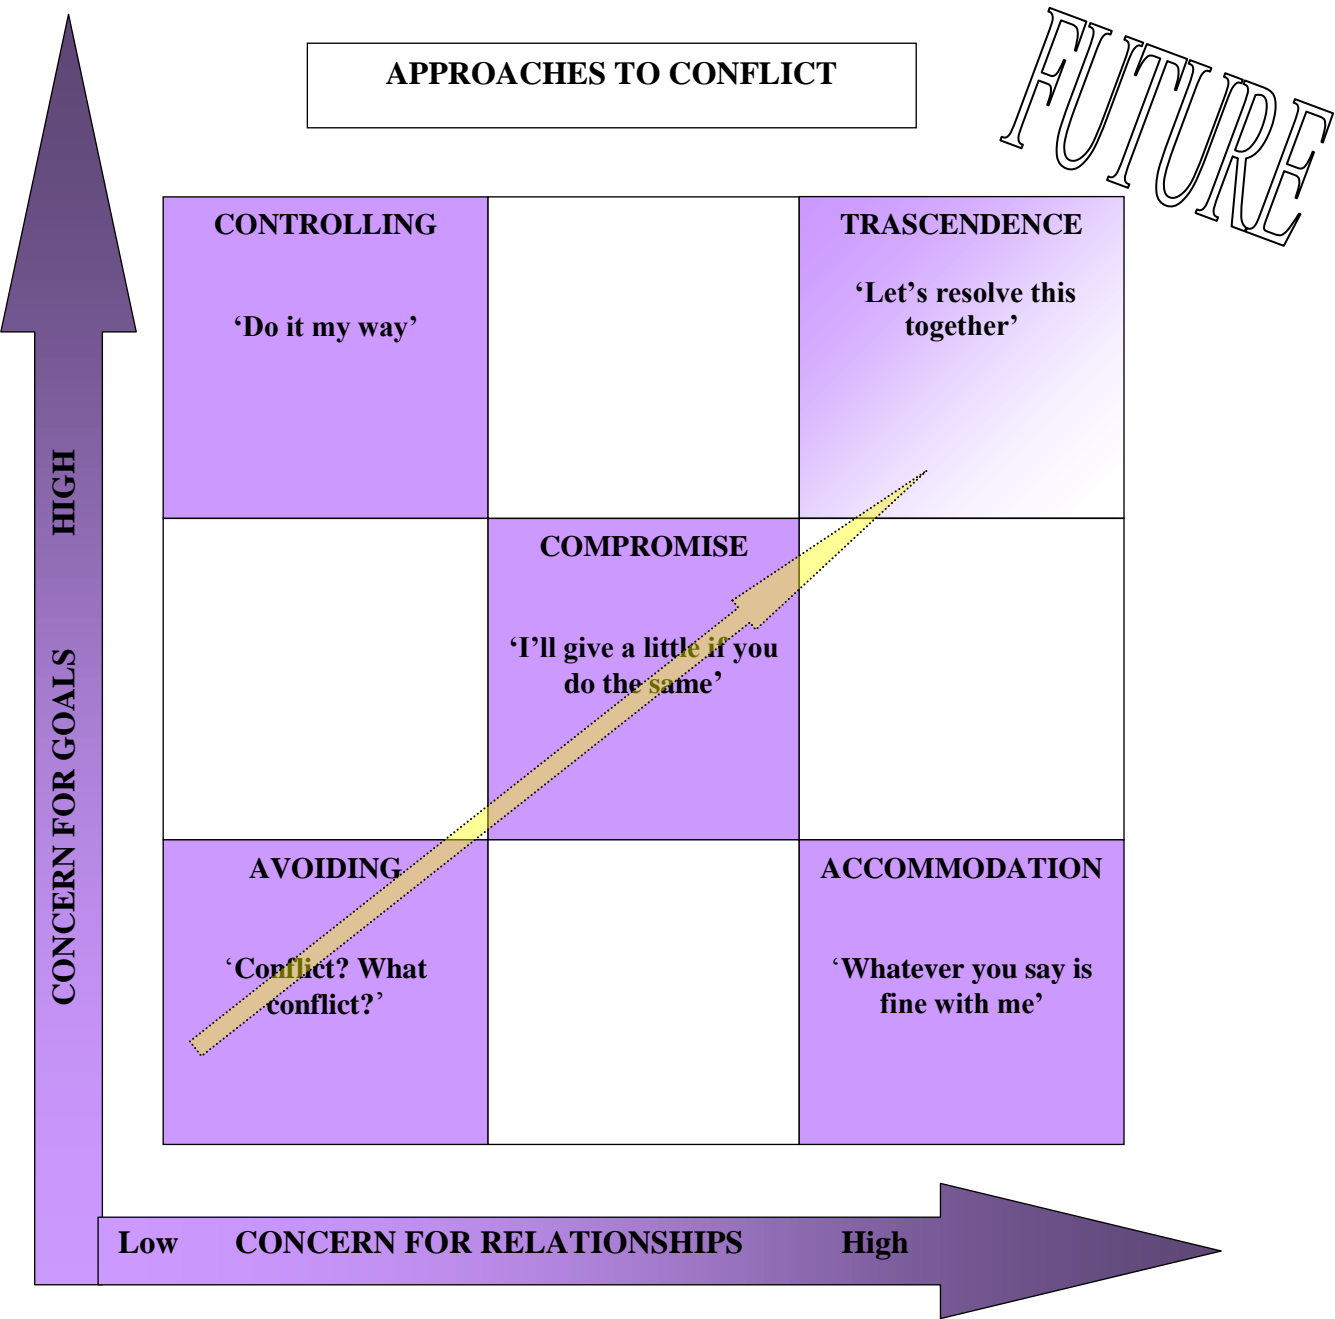 APPROACHES TO CONFLICT
FUTURE
CONTROLLING
‘Do it my way’
TRASCENDENCE
‘Let’s resolve this
together’
COMPROMISE
‘I’ll give a little if you
do the same’
AVOIDING
‘Conflict? What
conflict?’
ACCOMMODATION
‘Whatever you say is
fine with me’
CONCERN FOR GOALS HIGH
Low CONCERN FOR RELATIONSHIPS High